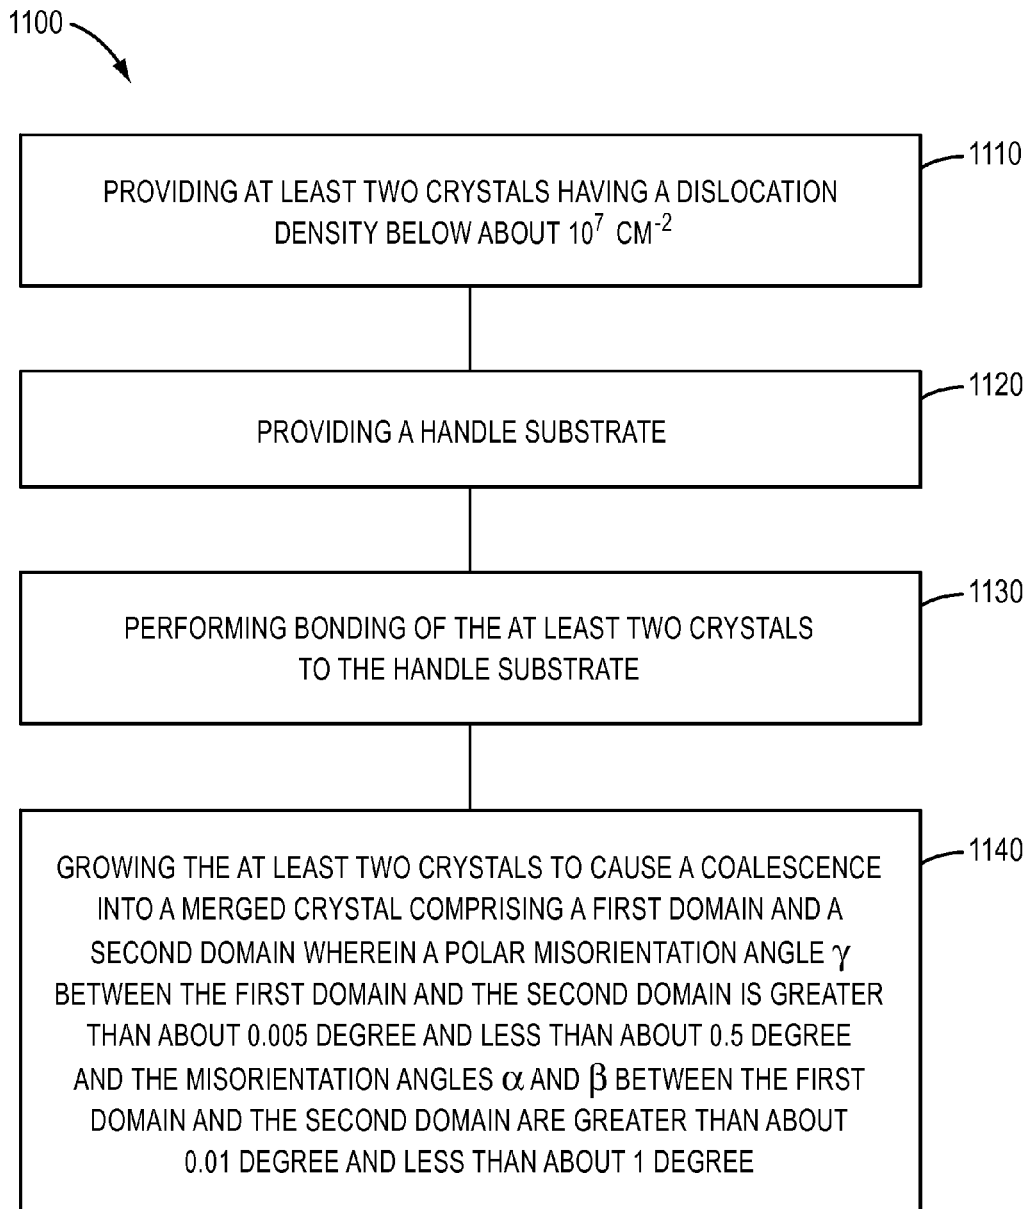 1100
1110
PROVIDING AT LEAST TWO CRYSTALS HAVING A DISLOCATION
DENSITY BELOW ABOUT 10⁷ CM⁻²
1120
PROVIDING A HANDLE SUBSTRATE
1130
PERFORMING BONDING OF THE AT LEAST TWO CRYSTALS
TO THE HANDLE SUBSTRATE
1140
GROWING THE AT LEAST TWO CRYSTALS TO CAUSE A COALESCENCE
INTO A MERGED CRYSTAL COMPRISING A FIRST DOMAIN AND A
SECOND DOMAIN WHEREIN A POLAR MISORIENTATION ANGLE γ
BETWEEN THE FIRST DOMAIN AND THE SECOND DOMAIN IS GREATER
THAN ABOUT 0.005 DEGREE AND LESS THAN ABOUT 0.5 DEGREE
AND THE MISORIENTATION ANGLES α AND β BETWEEN THE FIRST
DOMAIN AND THE SECOND DOMAIN ARE GREATER THAN ABOUT
0.01 DEGREE AND LESS THAN ABOUT 1 DEGREE